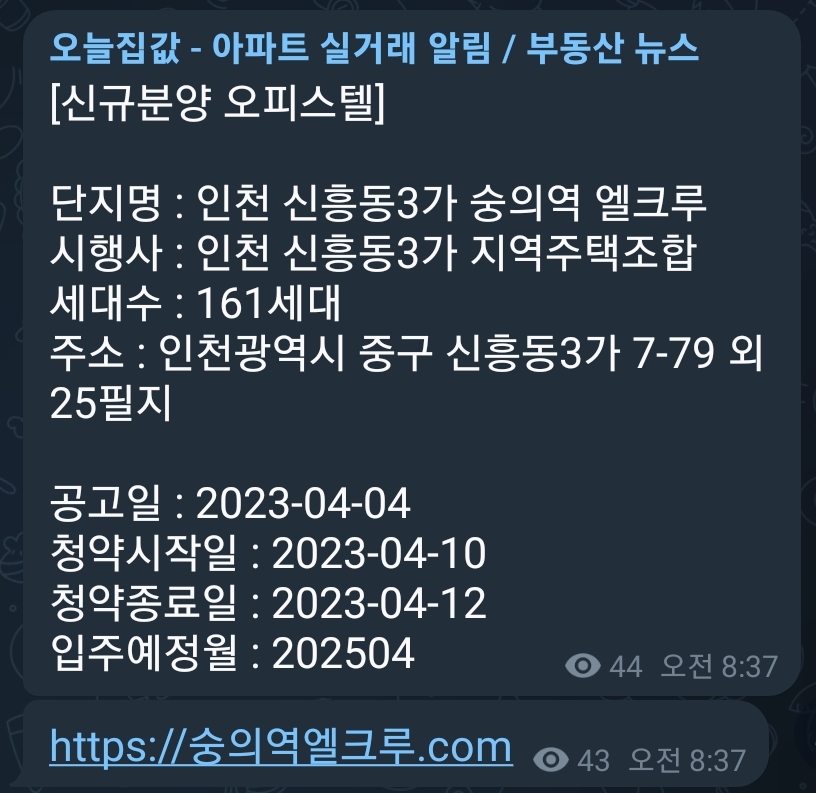 오늘집값 - 아파트 실거래 알림 / 부동산 뉴스
[신규분양 오피스텔]
단지명 : 인천 신흥동3가 숭의역 엘크루
시행사 : 인천 신흥동3가 지역주택조합
세대수 : 161세대
주소 : 인천광역시 중구 신흥동3가 7-79 외
25필지
공고일 : 2023-04-04
청약시작일 : 2023-04-10
청약종료일 : 2023-04-12
입주예정월 : 202504
44 오전 8:37
https://숭의역엘크루.com 43 오전 8:37